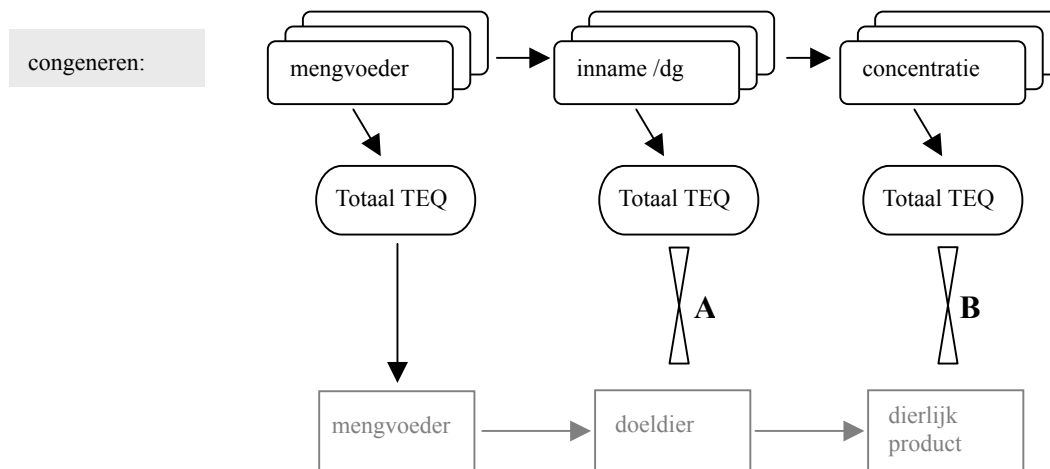 congeneren:
mengvoeder
inname /dg
concentratie
Totaal TEQ
Totaal TEQ
Totaal TEQ
A
B
mengvoeder
doeldier
dierlijk
product